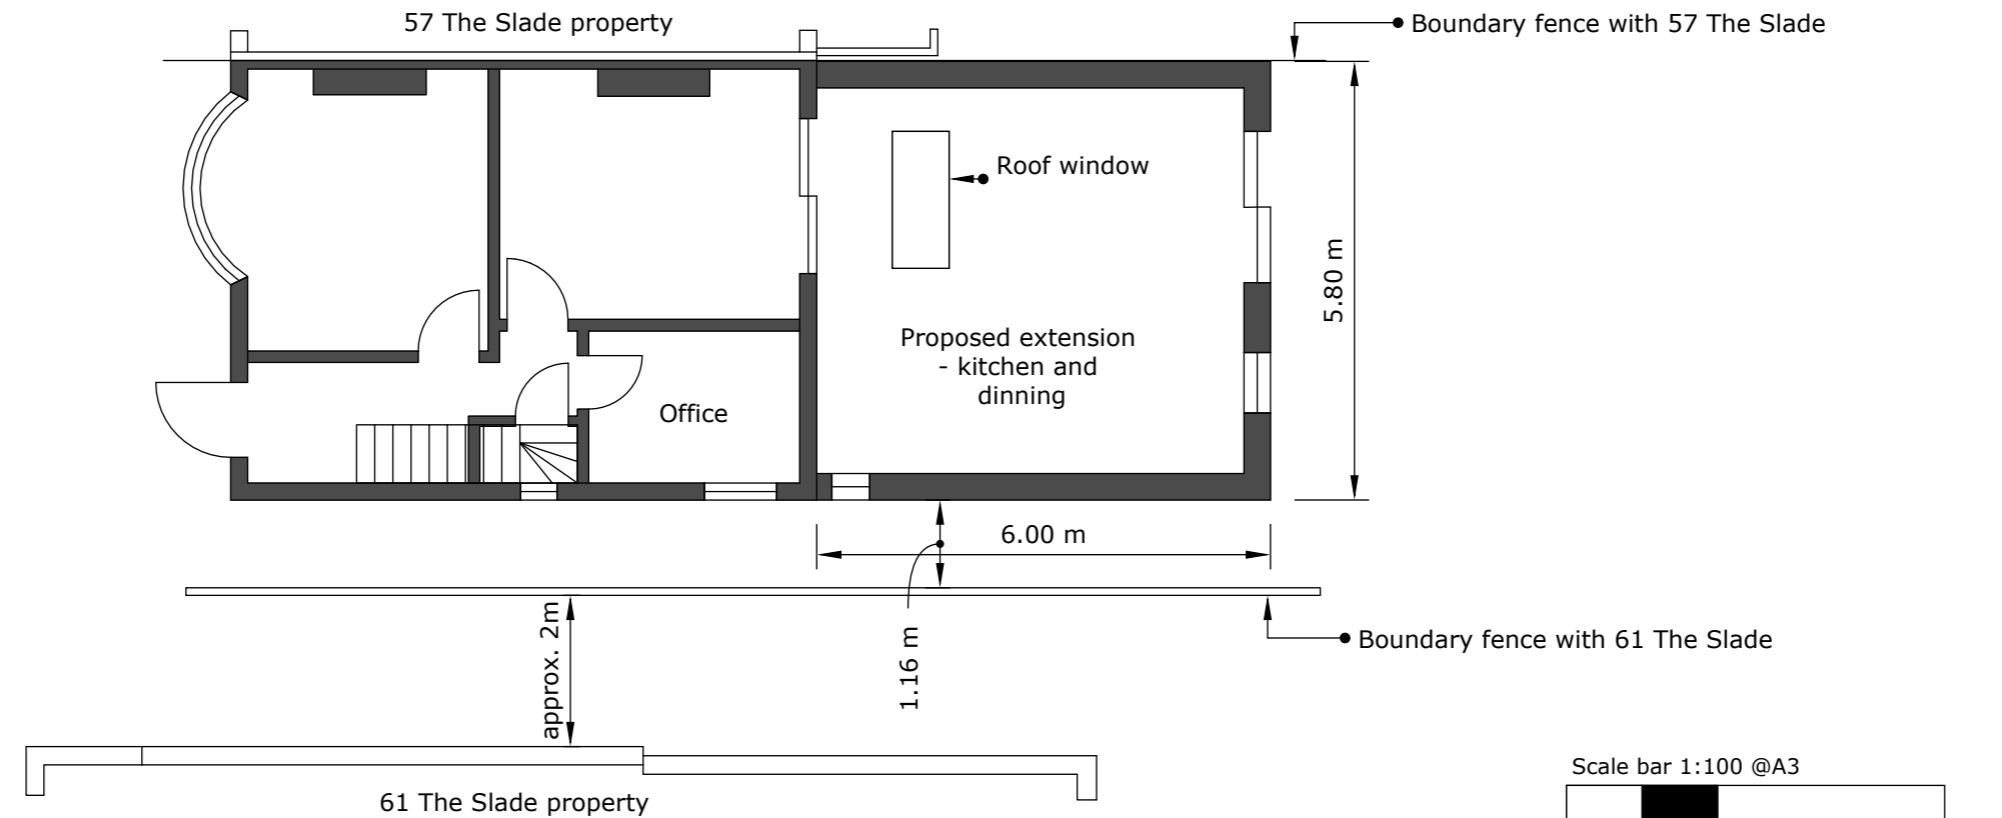 57 The Slade property
Boundary fence with 57 The Slade
Roof window
5.80 m
Proposed extension
- kitchen and
dinning
Office
6.00 m
approx. 2m
1.16 m
Boundary fence with 61 The Slade
Scale bar 1:100 @A3
61 The Slade property